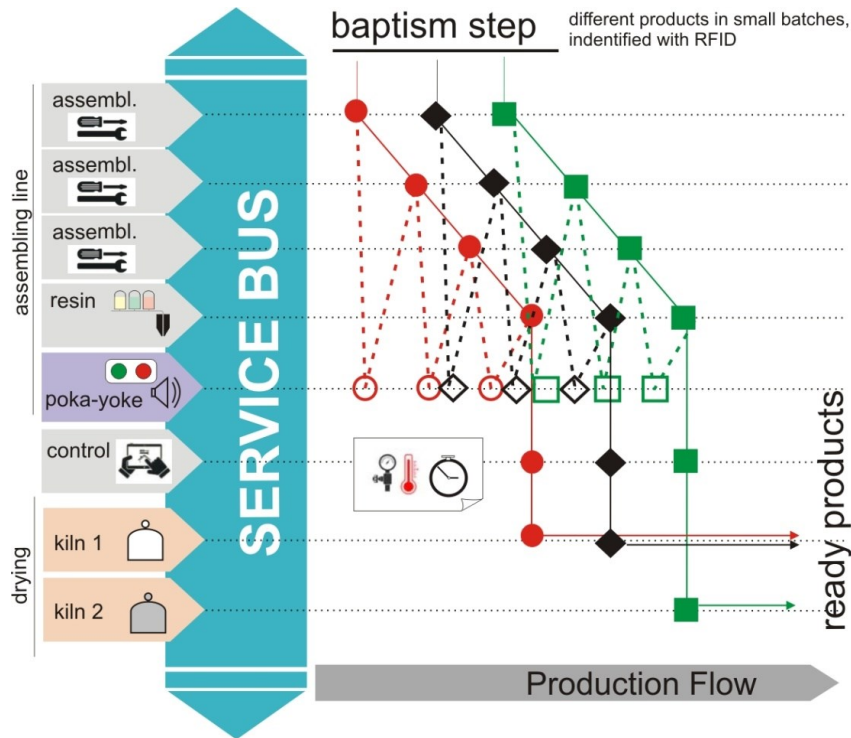 baptism step
different products in small batches,
indentified with RFID
assembling line
assembl.
assembl.
assembl.
resin
poka-yoke
control
drying
kiln 1
kiln 2
SERVICE BUS
ready products
Production Flow